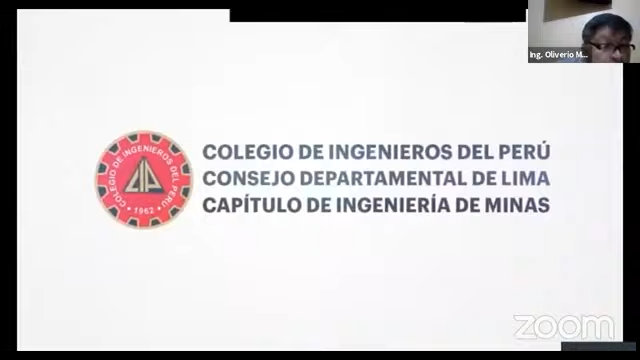 Ing. Oliverio M...
COLEGIO DE INGENIEROS DEL PERÚ
CIP
1962
COLEGIO DE INGENIEROS DEL PERÚ
CONSEJO DEPARTAMENTAL DE LIMA
CAPÍTULO DE INGENIERÍA DE MINAS
zoom